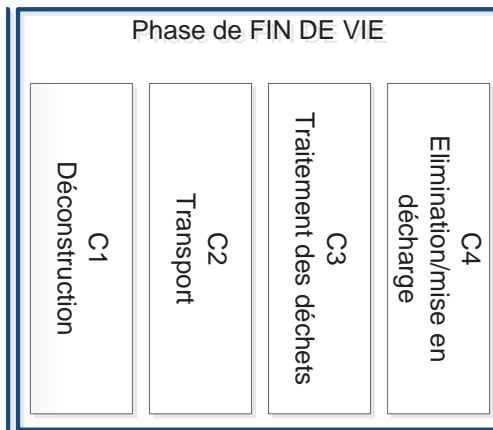 Phase de FIN DE VIE
C1
Déconstruction
C2
Transport
C3
Traitement des déchets
C4
Elimination/mise en
décharge